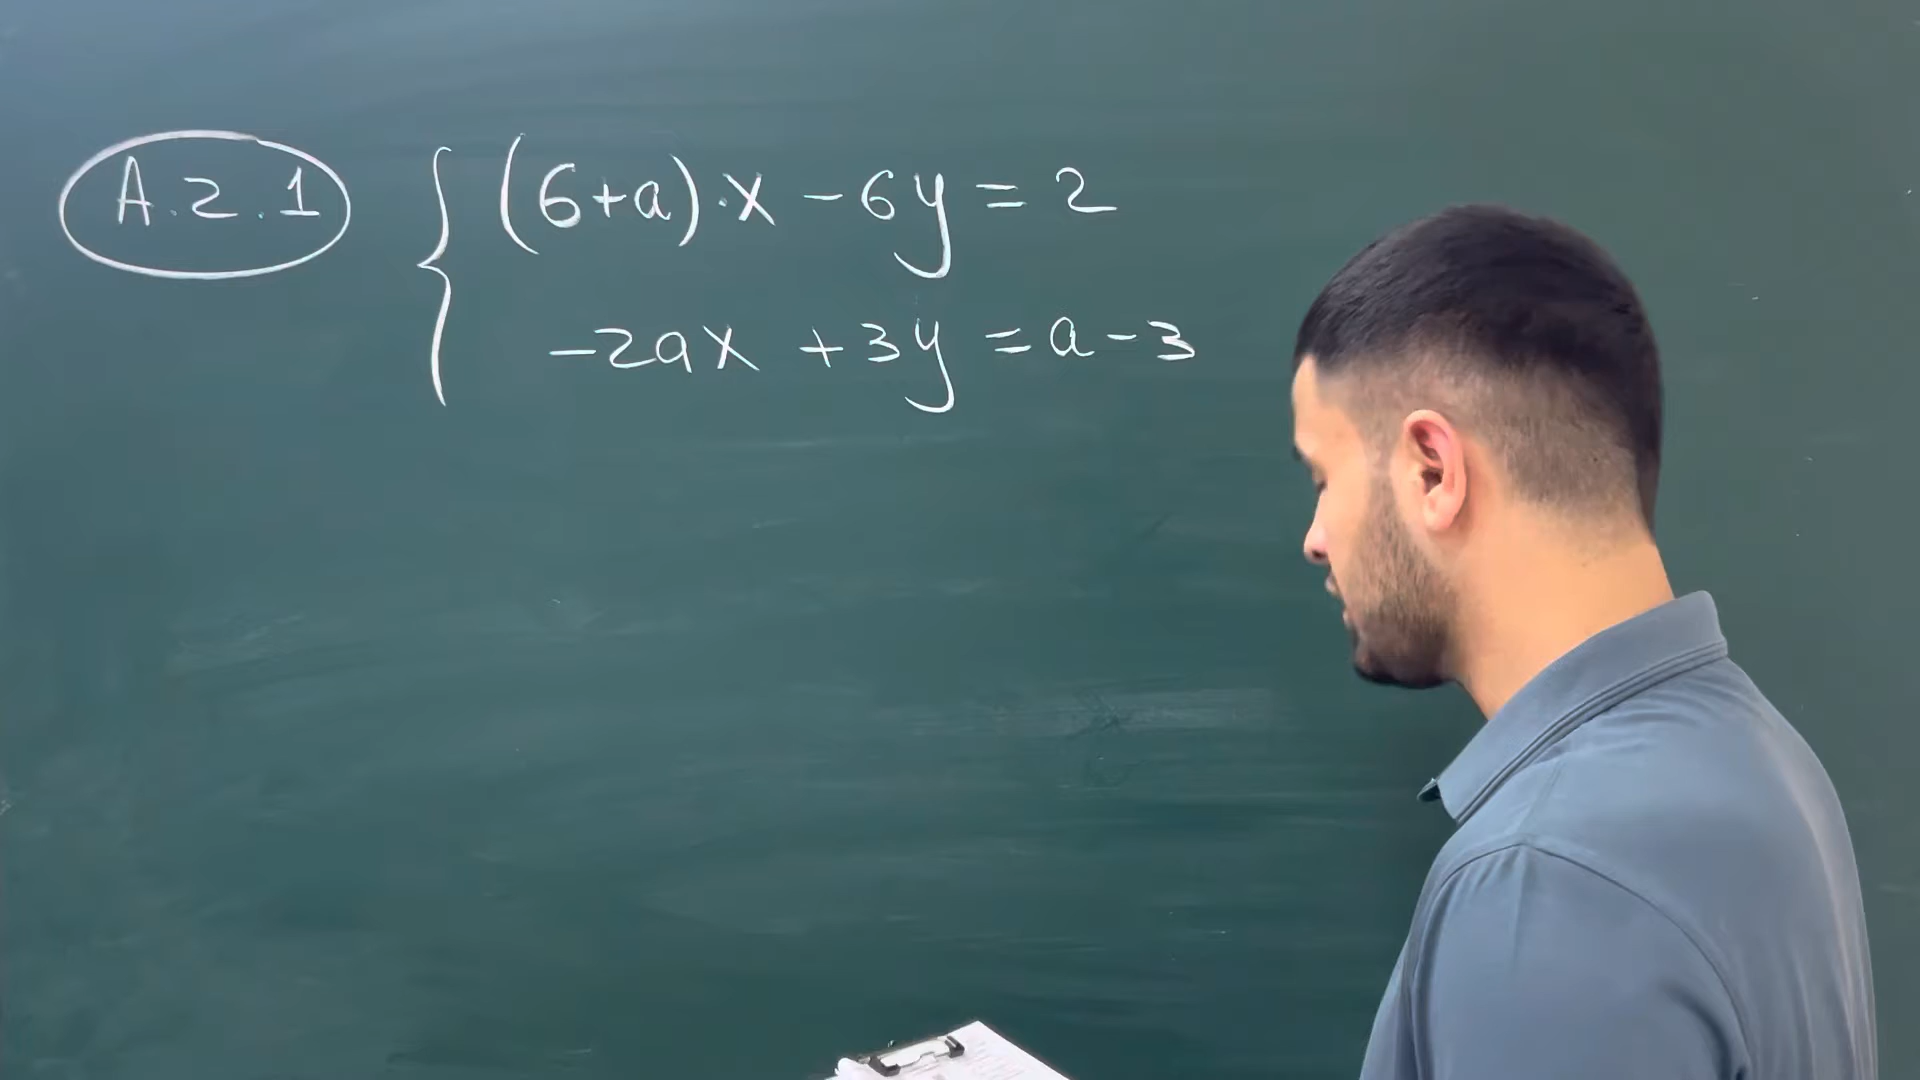 A.2.1 (6+a)·x - 6y = 2
-2ax + 3y = a-3